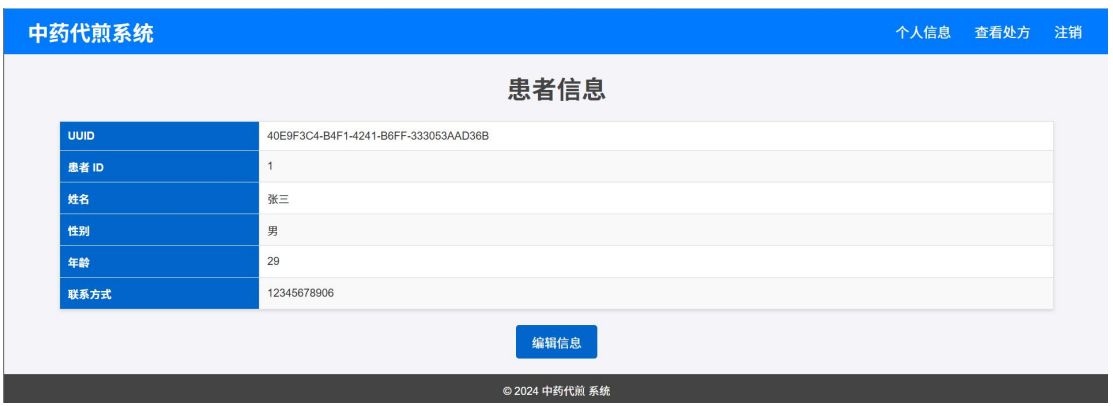 中药代煎系统 个人信息 查看处方 注销
患者信息
UUID 40E9F3C4-B4F1-4241-B6FF-333053AAD36B
患者 ID 1
姓名 张三
性别 男
年龄 29
联系方式 12345678906
编辑信息
© 2024 中药代煎 系统